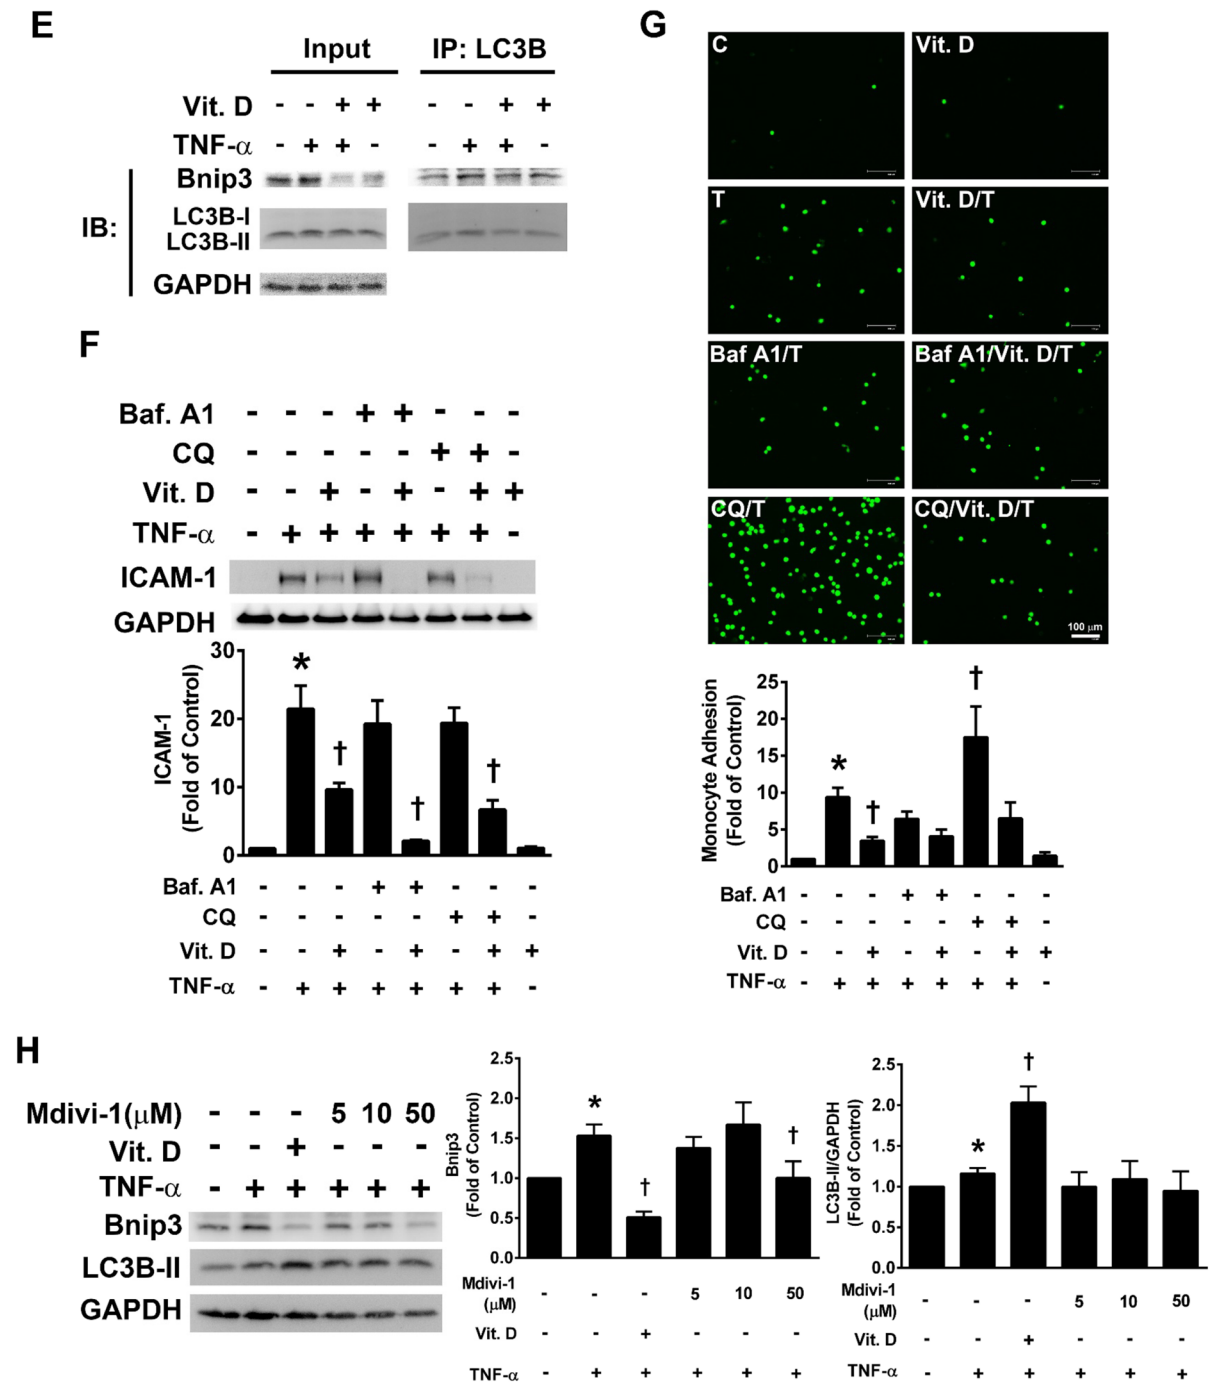 E
Input IP: LC3B
Vit. D - - + + - - + +
TNF-α - + + - - + + -
IB:
Bnip3
LC3B-I
LC3B-II
GAPDH
F
Baf. A1 - - - + + - - -
CQ - - - - - + + -
Vit. D - - + - + - + +
TNF-α - + + + + + + -
ICAM-1
GAPDH
ICAM-1
(Fold of Control)
30
20
10
0
* † † †
Baf. A1 - - - + + - - -
CQ - - - - - + + -
Vit. D - - + - + - + +
TNF-α - + + + + + + -
G
C Vit. D
T Vit. D/T
Baf A1/T Baf A1/Vit. D/T
CQ/T CQ/Vit. D/T
100 μm
Monocyte Adhesion
(Fold of Control)
25
20
15
10
5
0
* † †
Baf. A1 - - - + + - - -
CQ - - - - - + + -
Vit. D - - + - + - + +
TNF-α - + + + + + + -
H
Mdivi-1(μM) - - - 5 10 50
Vit. D - - + - - -
TNF-α - + + + + +
Bnip3
LC3B-II
GAPDH
Bnip3
(Fold of Control)
2.5
2.0
1.5
1.0
0.5
0.0
* † †
Mdivi-1
(μM) - - - 5 10 50
Vit. D - - + - - -
TNF-α - + + + + +
LC3B-II/GAPDH
(Fold of Control)
2.5
2.0
1.5
1.0
0.5
0.0
* †
Mdivi-1
(μM) - - - 5 10 50
Vit. D - - + - - -
TNF-α - + + + + +